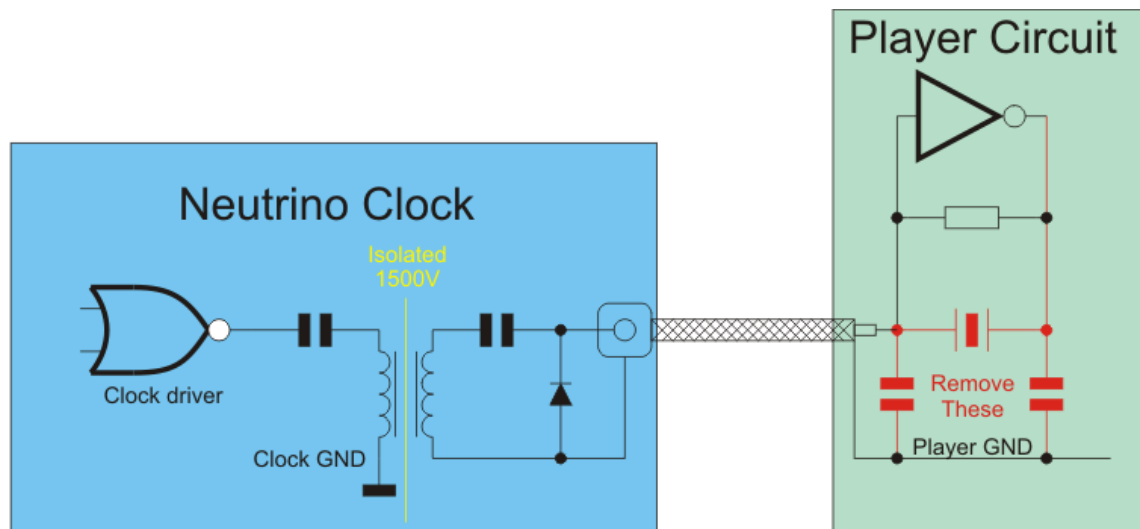 Player Circuit
Neutrino Clock
Isolated
1500V
Clock driver
Clock GND
Remove
These
Player GND